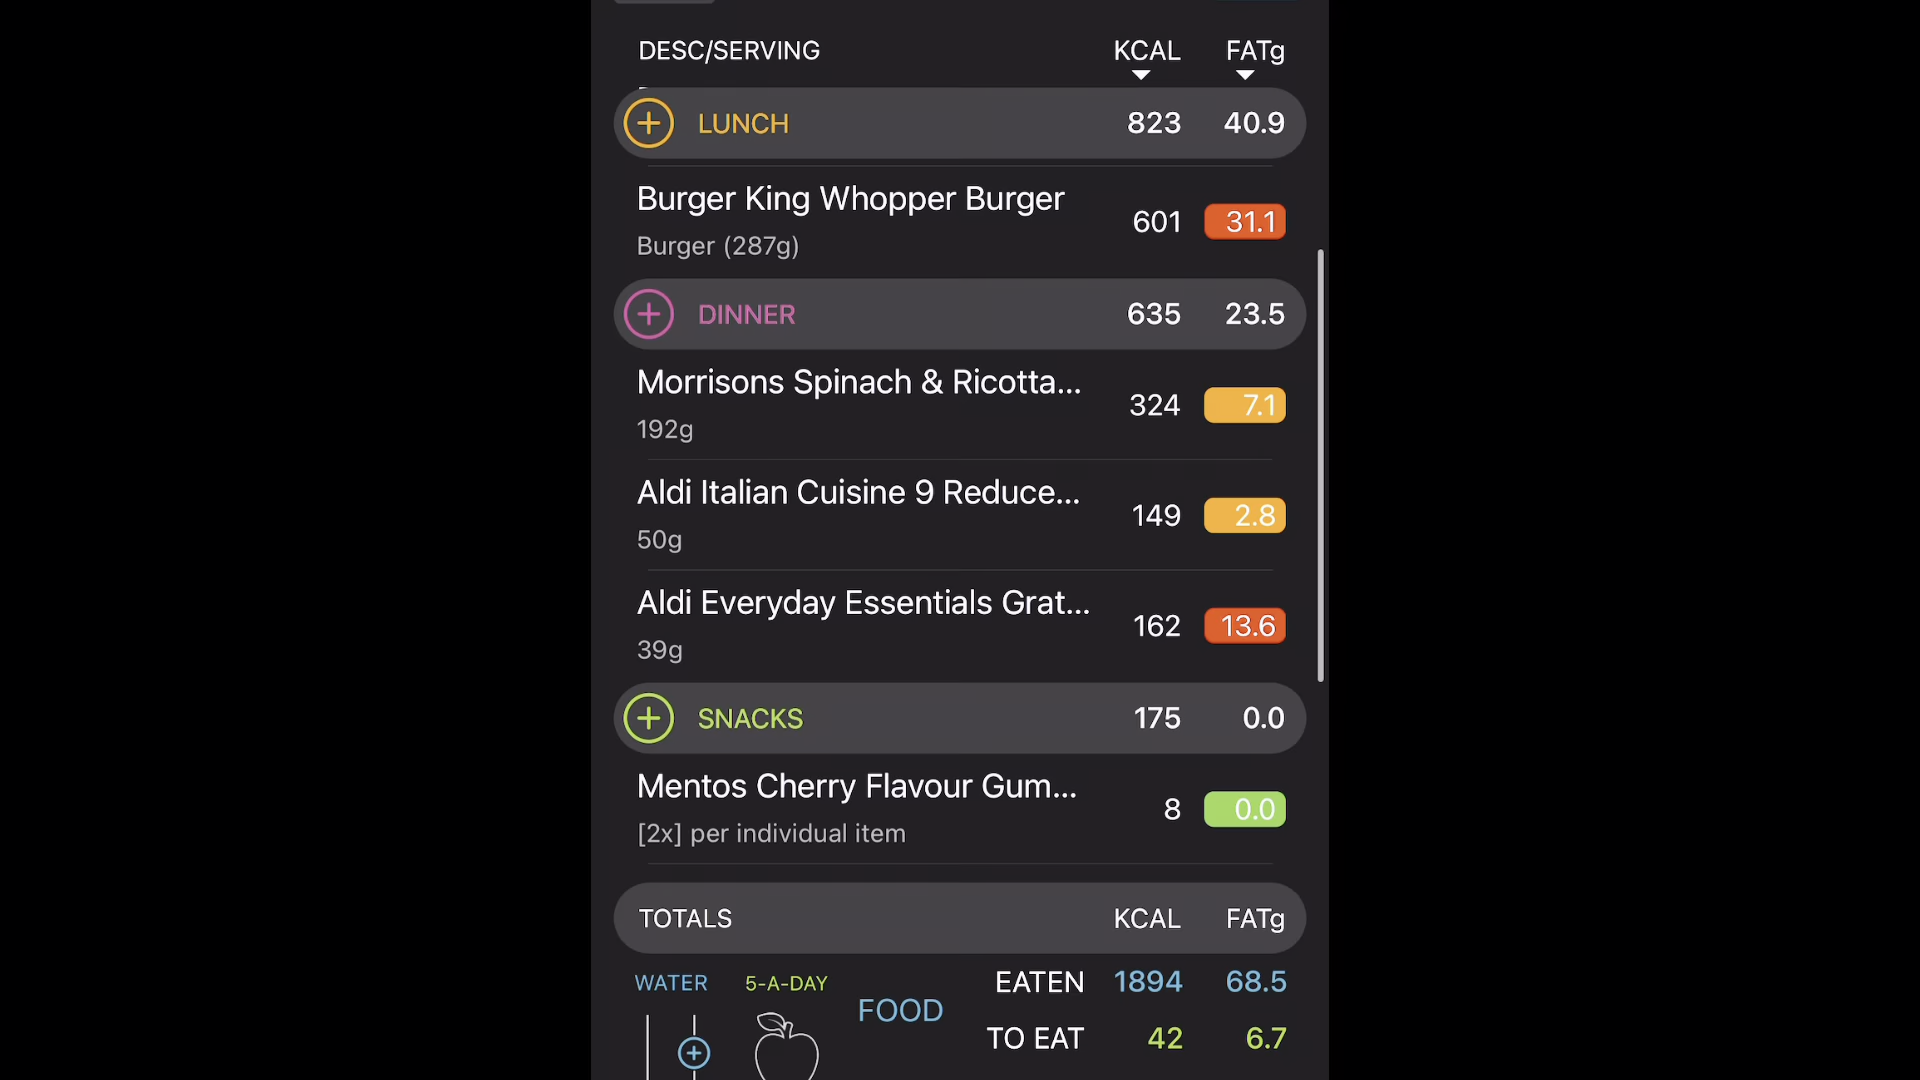 DESC/SERVING KCAL FATg
LUNCH 823 40.9
Burger King Whopper Burger
601 31.1
Burger (287g)
DINNER 635 23.5
Morrisons Spinach & Ricotta...
324 7.1
192g
Aldi Italian Cuisine 9 Reduce...
149 2.8
50g
Aldi Everyday Essentials Grat...
162 13.6
39g
SNACKS 175 0.0
Mentos Cherry Flavour Gum...
8 0.0
[2x] per individual item
TOTALS KCAL FATg
WATER 5-A-DAY EATEN 1894 68.5
FOOD
TO EAT 42 6.7